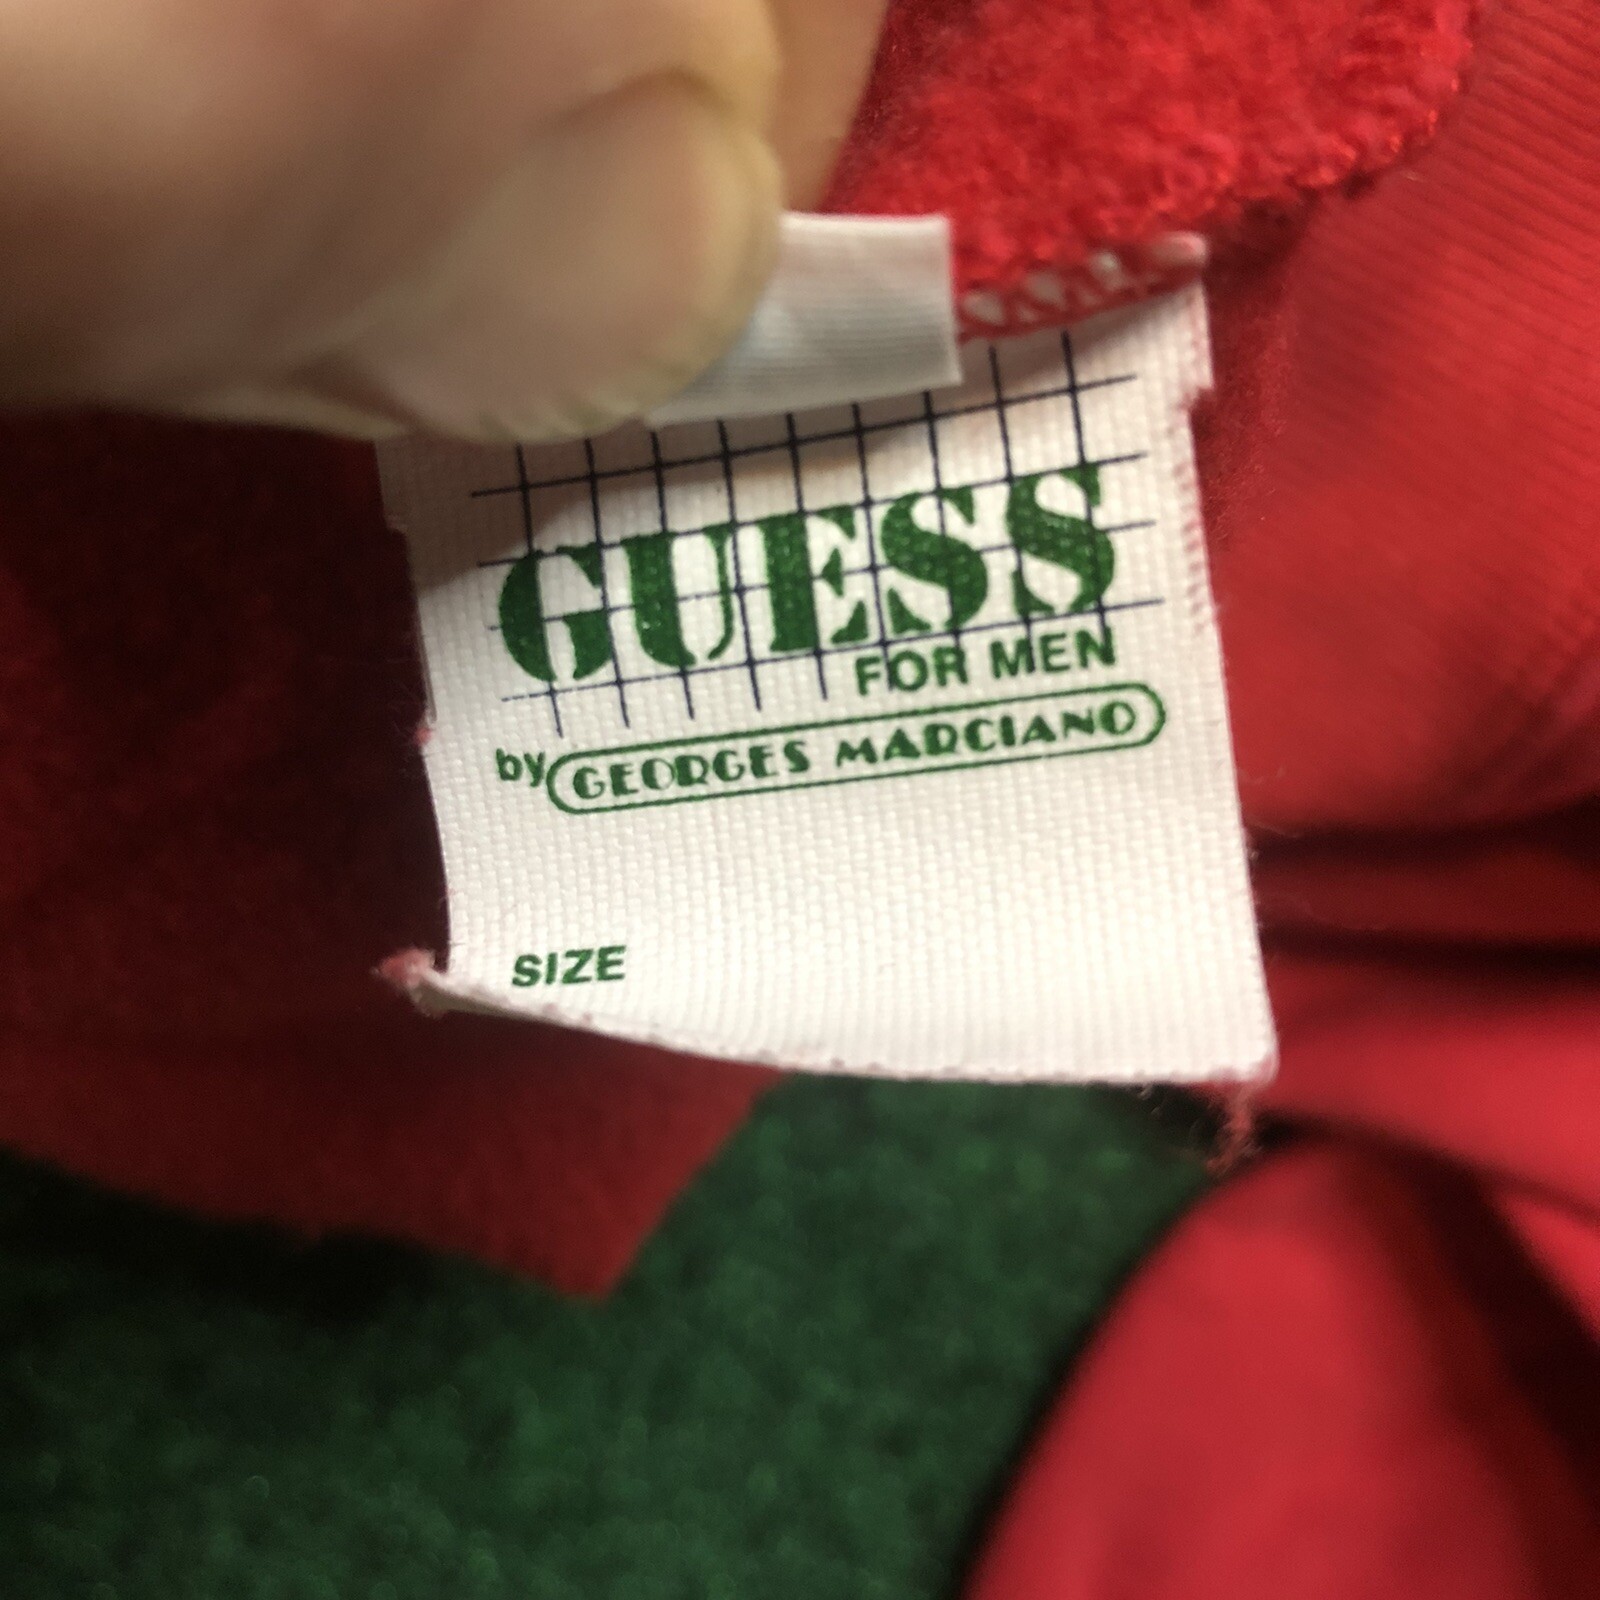 GUESS
FOR MEN
by GEORGES MARCIANO
SIZE